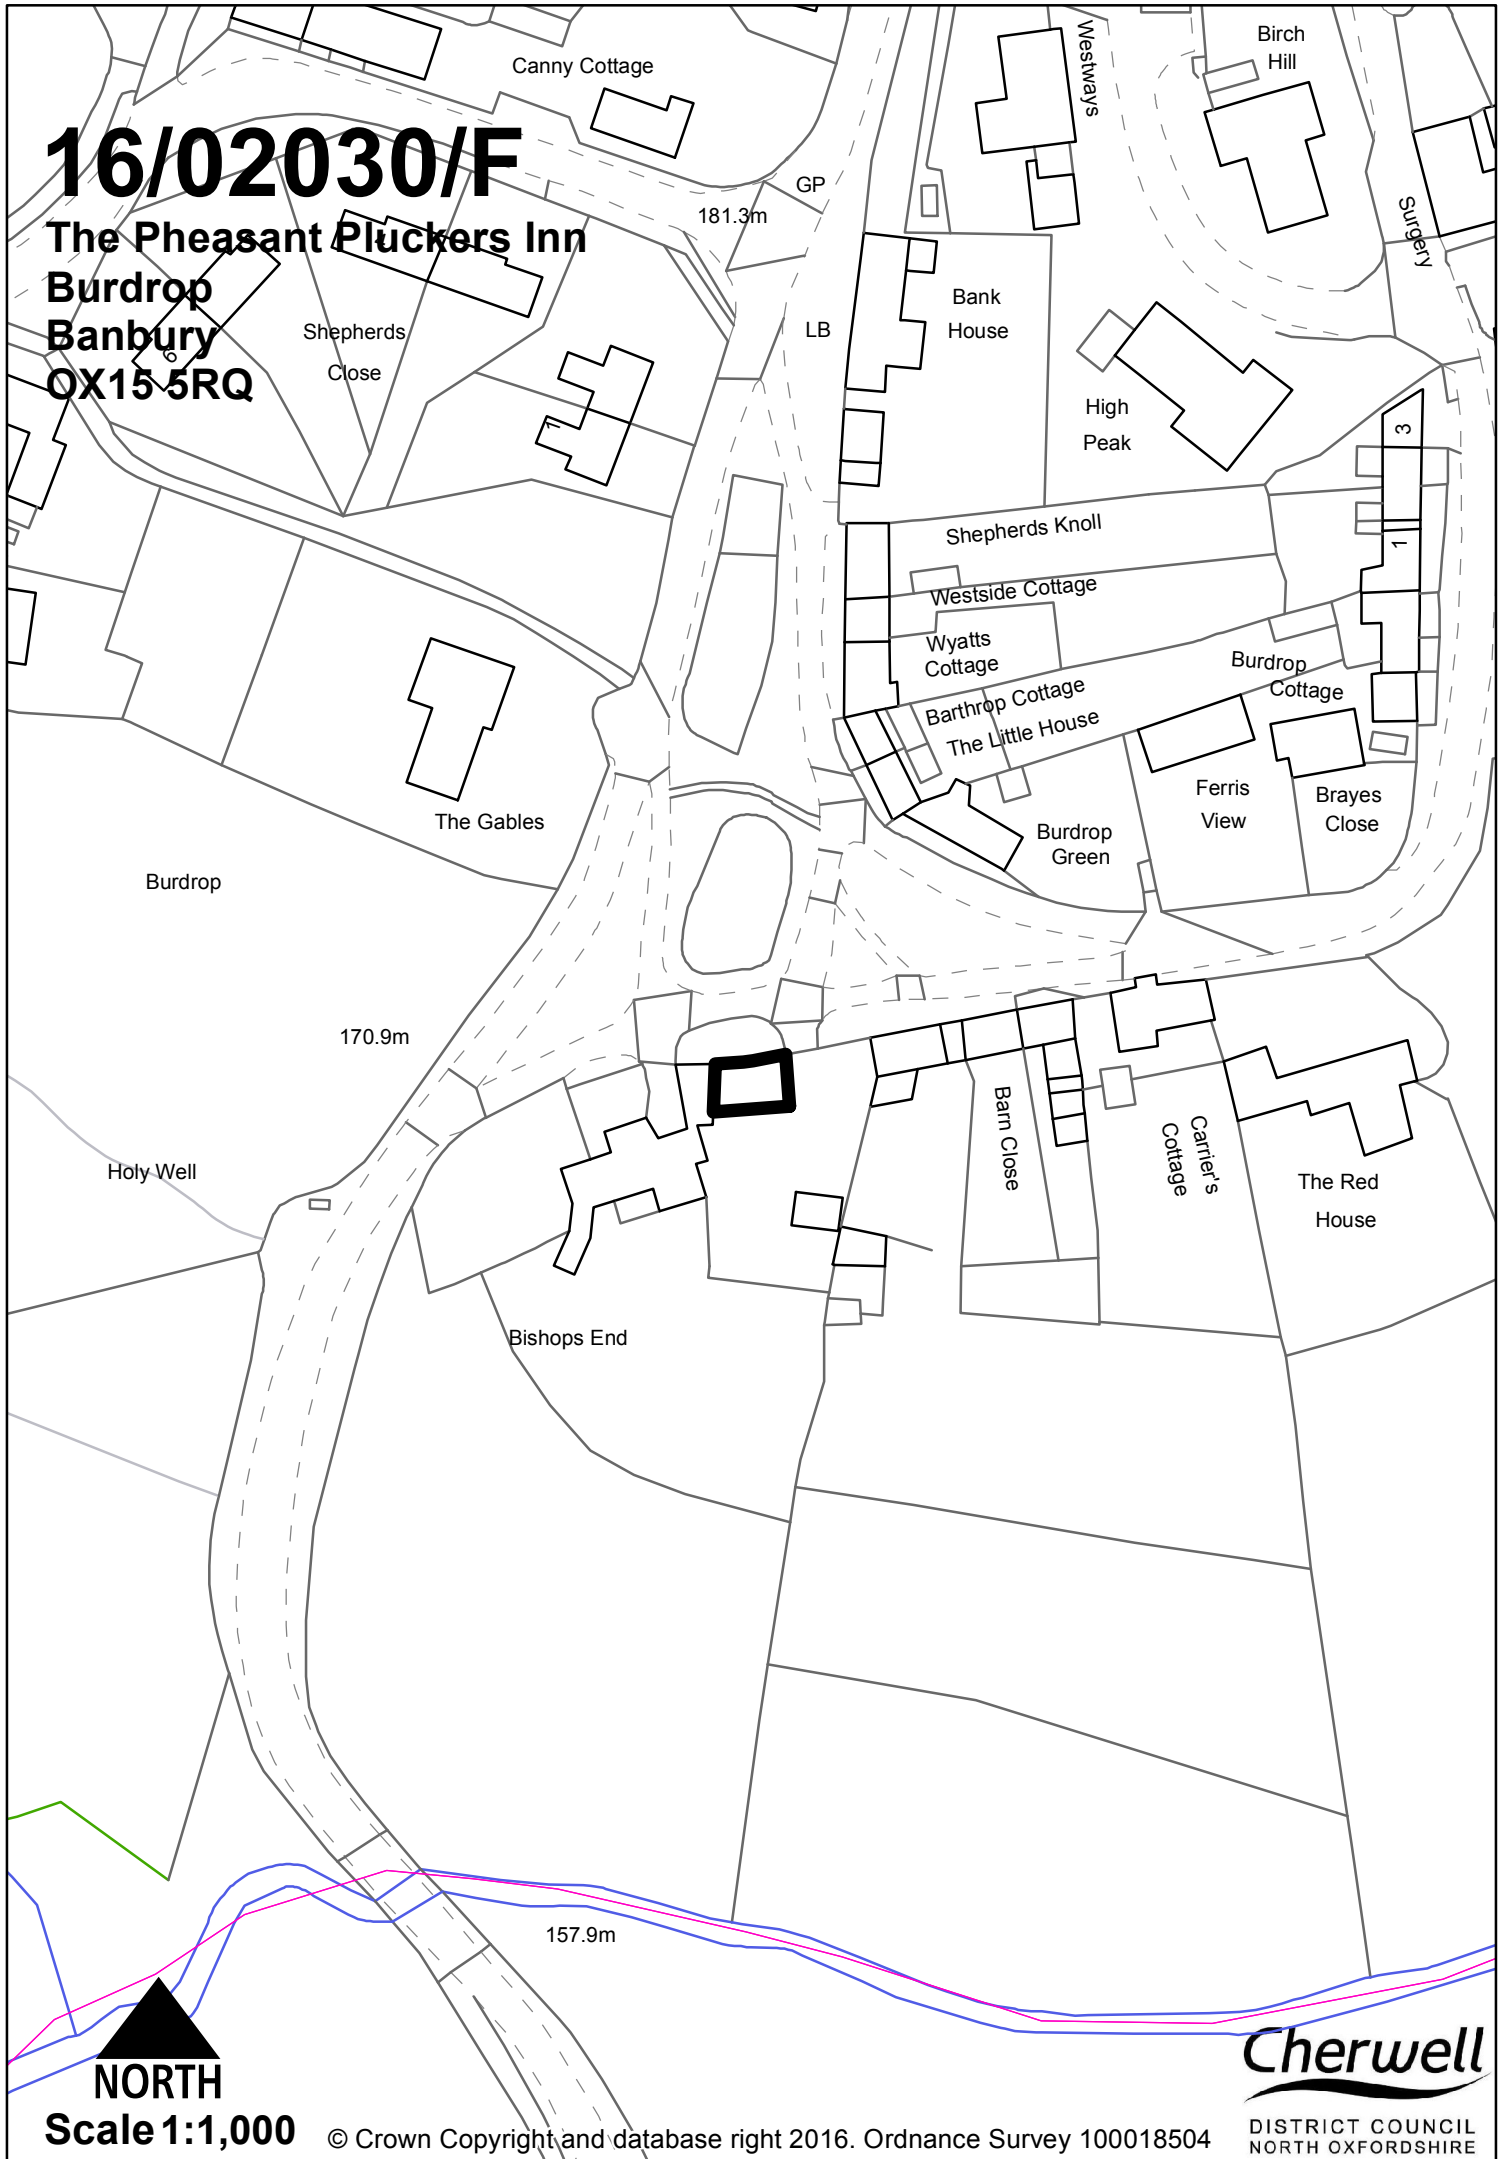 16/02030/F
The Pheasant Pluckers Inn
Burdrop
Banbury
OX15 5RQ
Canny Cottage
Westways
Birch
Hill
GP
181.3m
Surgery
4
6
Shepherds
Close
LB
Bank
House
High
Peak
1
3
1
Shepherds Knoll
Westside Cottage
Wyatts
Cottage
Barthrop Cottage
The Little House
Burdrop
Cottage
Ferris
View
Brayes
Close
The Gables
Burdrop
Green
Burdrop
170.9m
Holy Well
Barn Close
Carrier's
Cottage
The Red
House
Bishops End
157.9m
NORTH
Scale 1:1,000
© Crown Copyright and database right 2016. Ordnance Survey 100018504
Cherwell
DISTRICT COUNCIL
NORTH OXFORDSHIRE